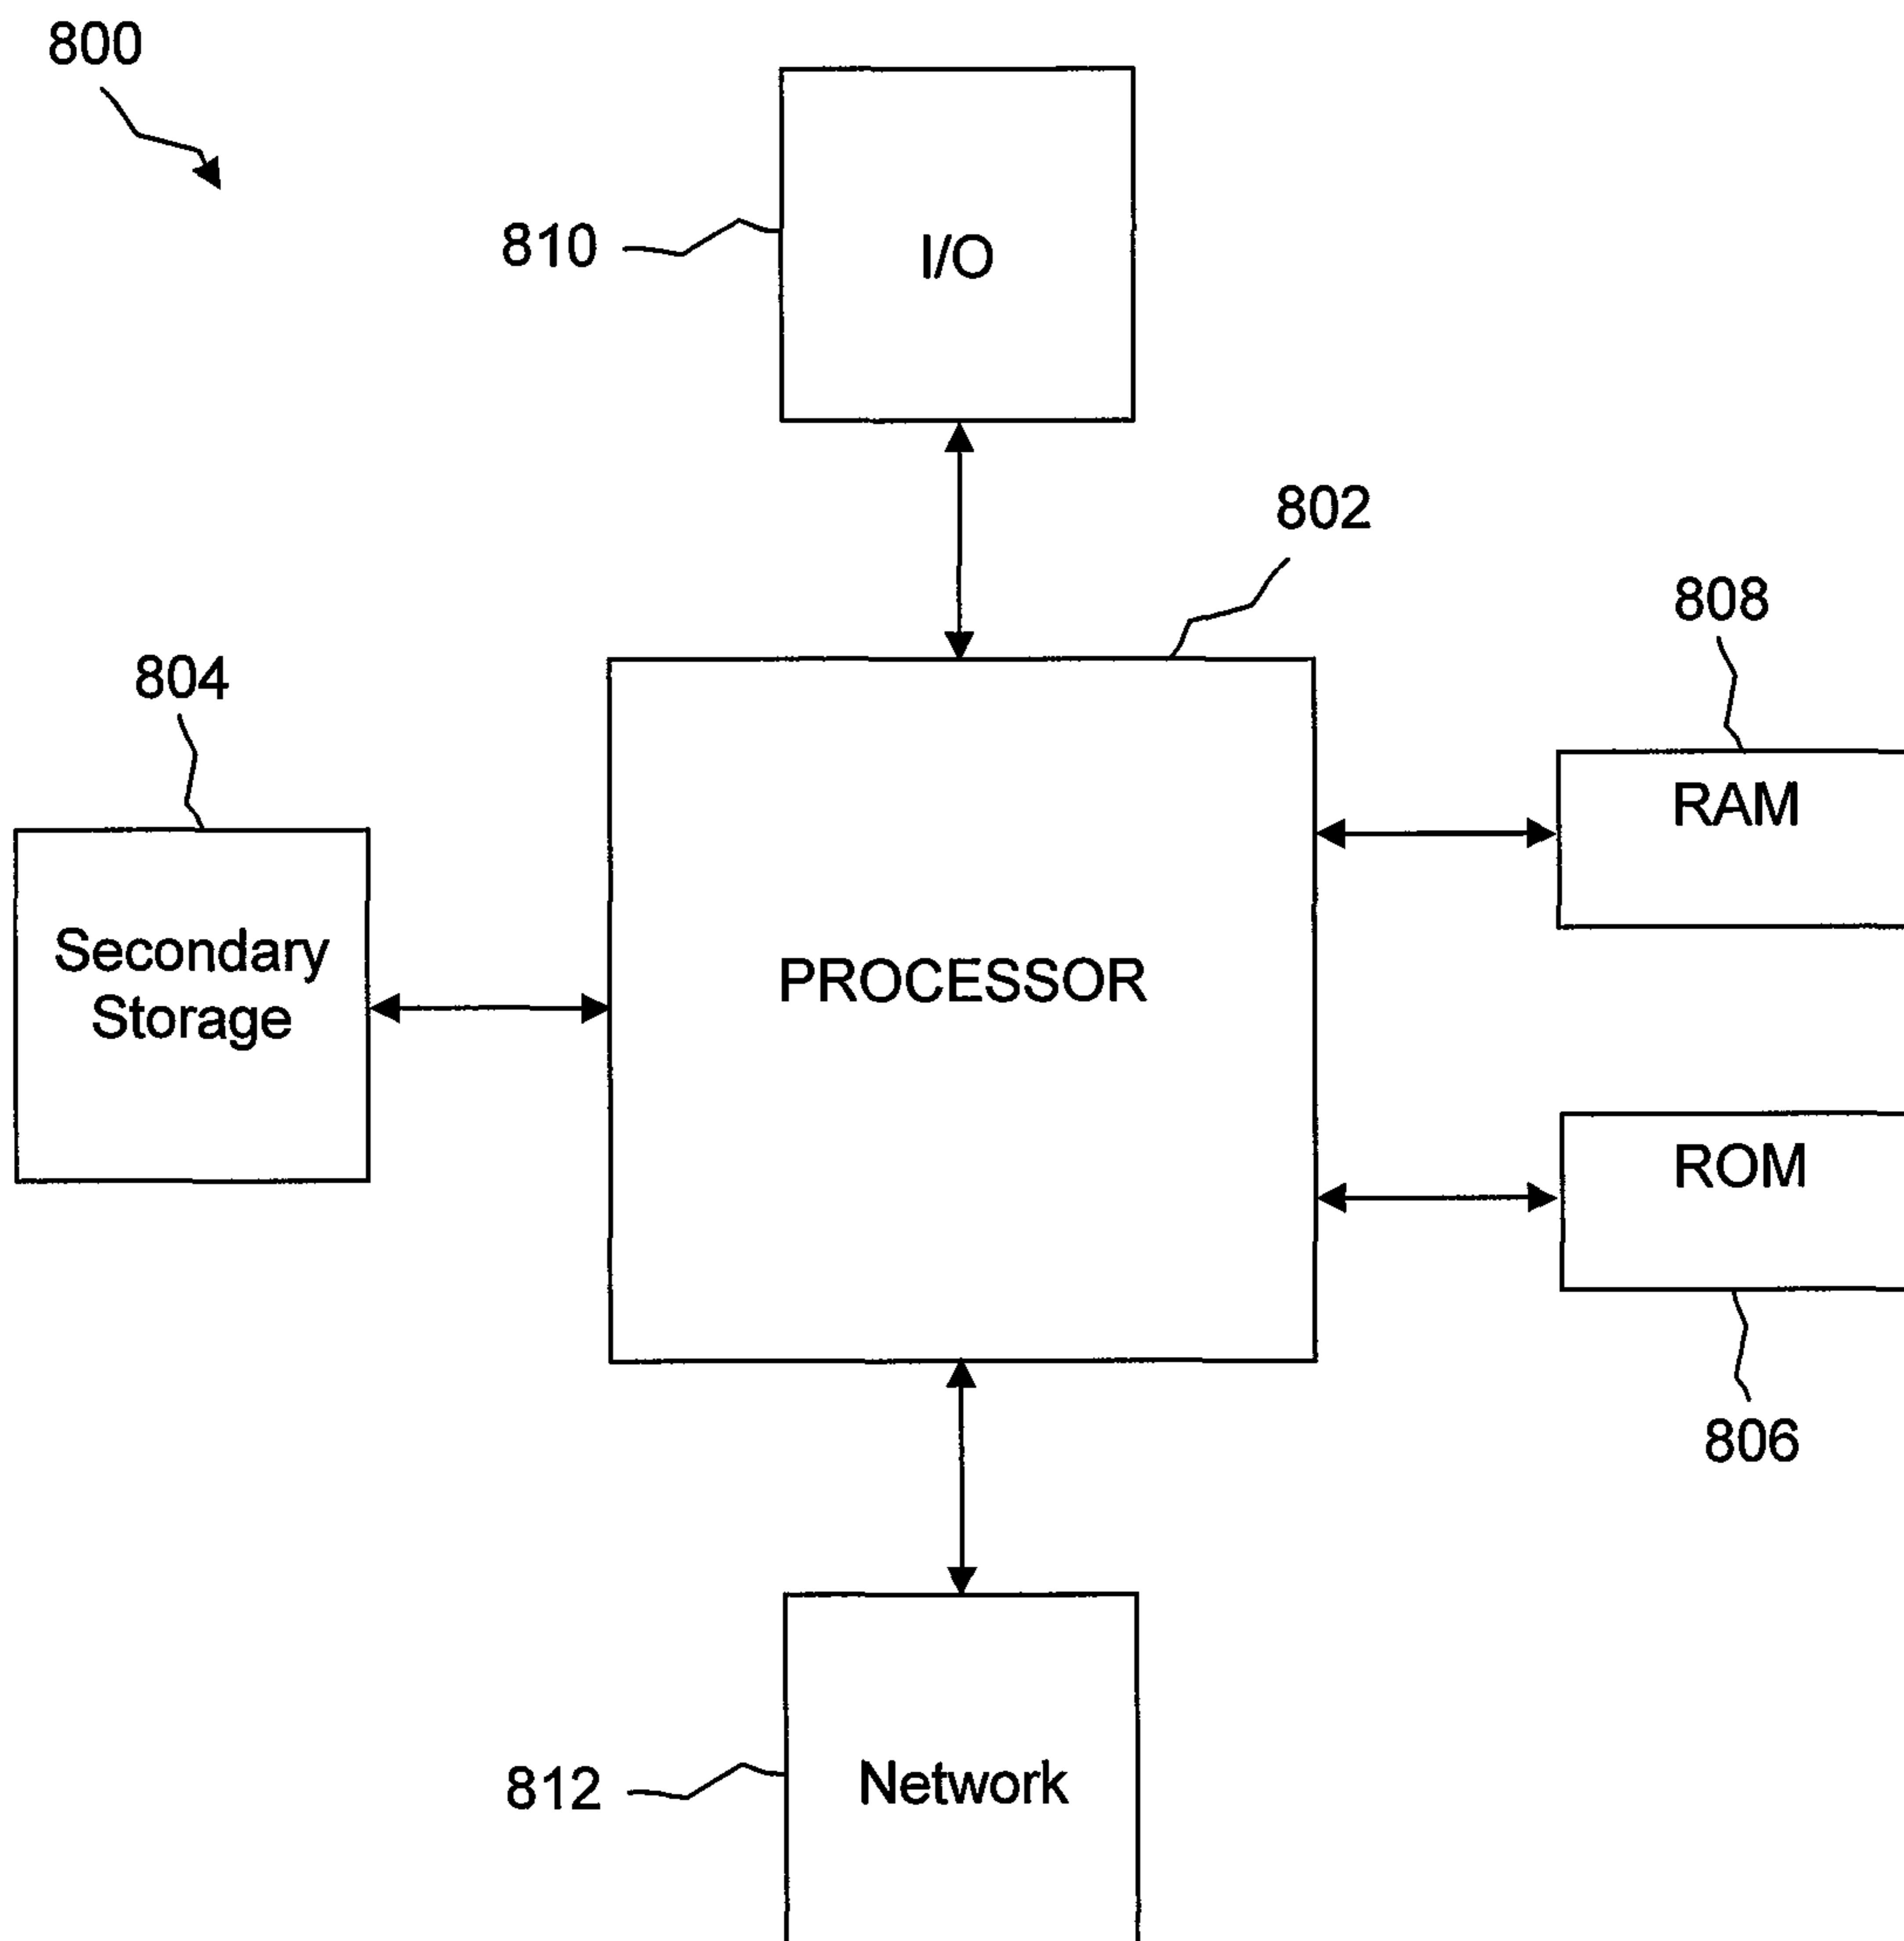 800
810
I/O
802
808
804
RAM
Secondary
Storage
PROCESSOR
ROM
806
812
Network